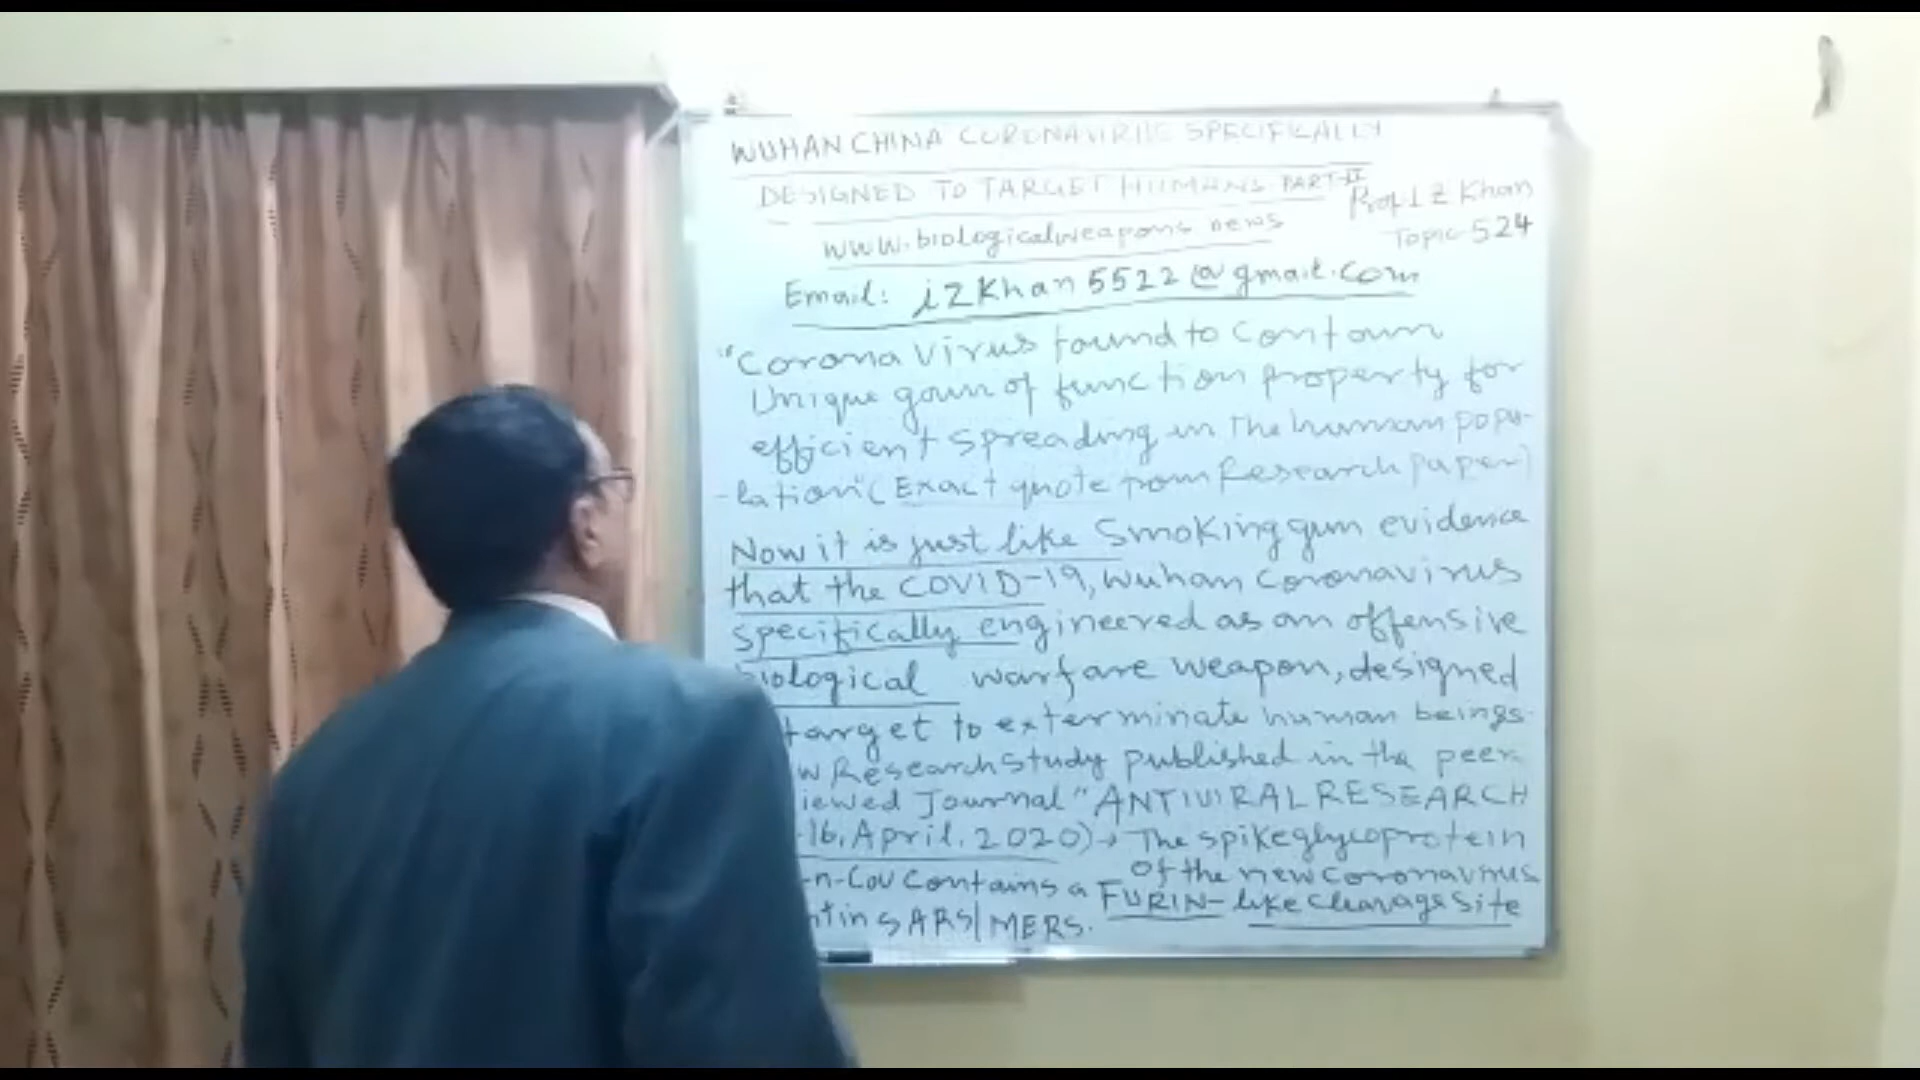 WUHAN CHINA CORONAVIRUS SPECIFICALLY
DESIGNED TO TARGET HUMANS PART-II
Prof I Z Khan
www.biologicalweapons.news
Topic-524
Email: izkhan5522@gmail.com
"Corona virus found to contain
Unique gain of function property for
efficient spreading in the human popu-
-lation" (Exact quote from Research paper)
Now it is just like Smoking gun evidence
that the COVID-19, Wuhan Coronavirus
specifically engineered as an offensive
biological warfare weapon, designed
target to exterminate human beings.
Research study published in the peer
iewed Journal "ANTIVIRAL RESEARCH
16, April, 2020) → The spike glycoprotein
of the new coronavirus
-n-Cov contains a FURIN-like cleavage site
in SARS/MERS.